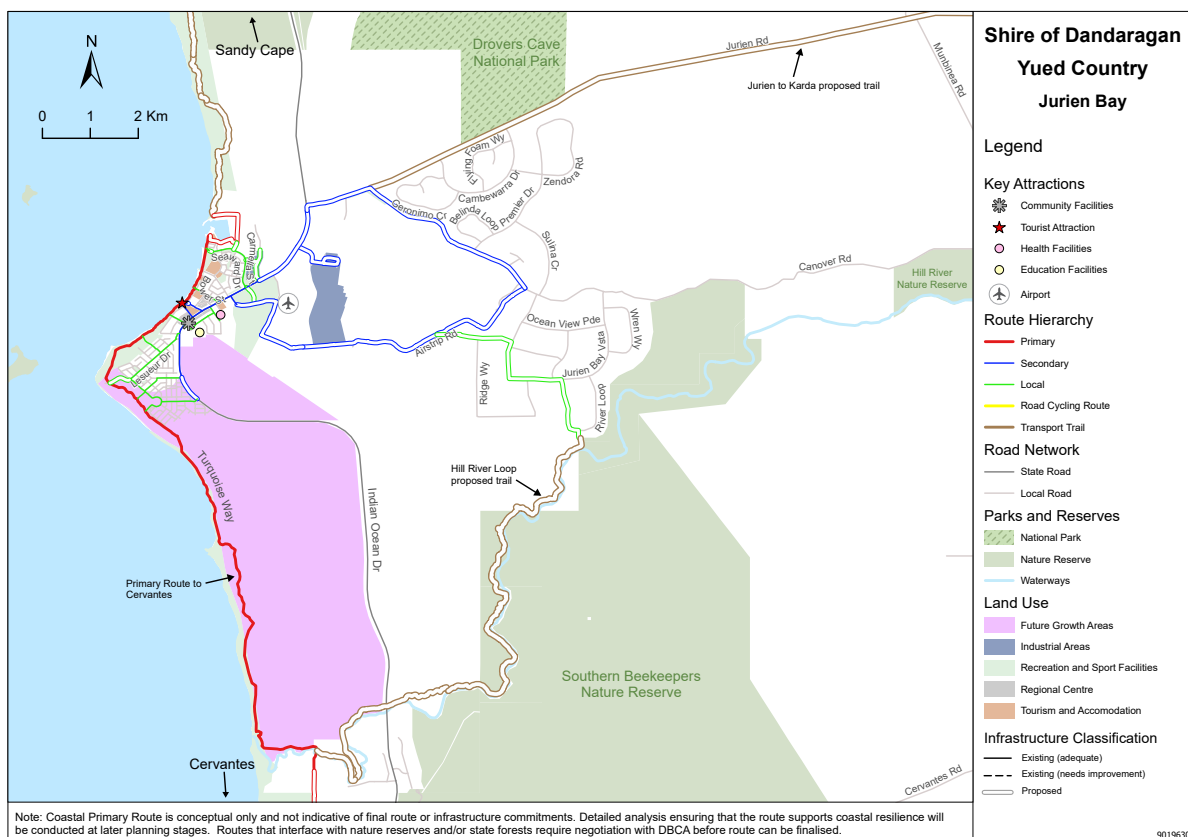 Shire of Dandaragan
Yued Country
Jurien Bay
Legend
Key Attractions
Community Facilities
Tourist Attraction
Health Facilities
Education Facilities
Airport
Route Hierarchy
Primary
Secondary
Local
Road Cycling Route
Transport Trail
Road Network
State Road
Local Road
Parks and Reserves
National Park
Nature Reserve
Waterways
Land Use
Future Growth Areas
Industrial Areas
Recreation and Sport Facilities
Regional Centre
Tourism and Accomodation
Infrastructure Classification
Existing (adequate)
Existing (needs improvement)
Proposed
N
0 1 2 Km
Sandy Cape
Drovers Cave
National Park
Jurien Rd
Munbinea Rd
Jurien to Karda proposed trail
Flying Foam Wy
Zendora Rd
Cambewarra Dr
Geronimo Cr
Belinda Loop
Premier Dr
Sulina Cr
Canover Rd
Hill River
Nature Reserve
Seaward Dr
Bower St
Airstrip Rd
Ocean View Pde
Wren Wy
Jurien Bay Vista
Ridge Wy
River Loop
Lesueur Dr
Turquoise Way
Indian Ocean Dr
Hill River Loop
proposed trail
Primary Route to
Cervantes
Southern Beekeepers
Nature Reserve
Cervantes
Cervantes Rd
Note: Coastal Primary Route is conceptual only and not indicative of final route or infrastructure commitments. Detailed analysis ensuring that the route supports coastal resilience will
be conducted at later planning stages. Routes that interface with nature reserves and/or state forests require negotiation with DBCA before route can be finalised.
9019630